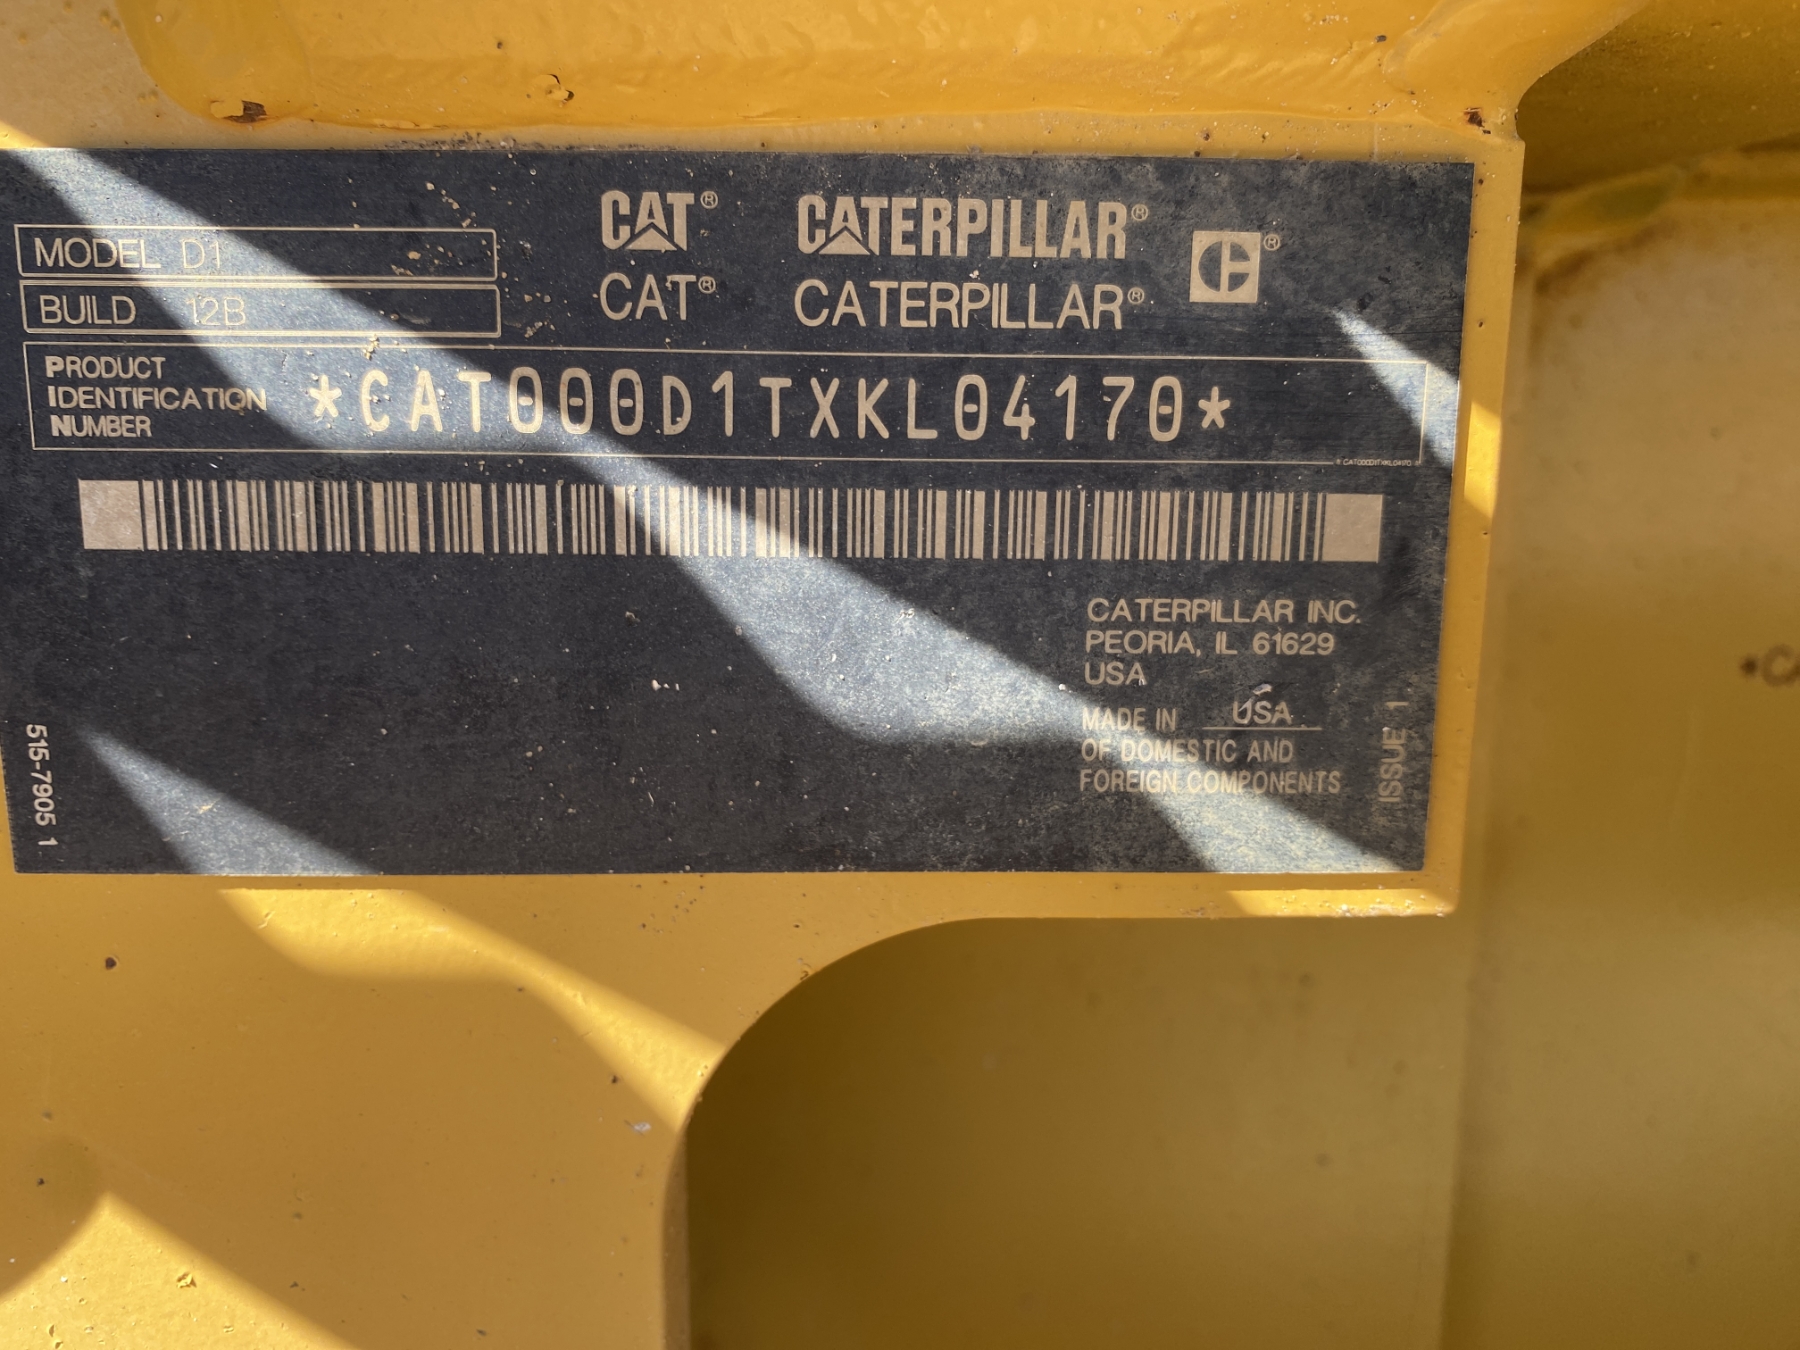 MODEL D1
BUILD 12B
CAT® CATERPILLAR® C®
CAT® CATERPILLAR®
PRODUCT
IDENTIFICATION
NUMBER
*CAT000D1TXKL04170*
* CAT000D1TXKL04170 *
CATERPILLAR INC.
PEORIA, IL 61629
USA
MADE IN USA
OF DOMESTIC AND
FOREIGN COMPONENTS
ISSUE 1
515-7905 1